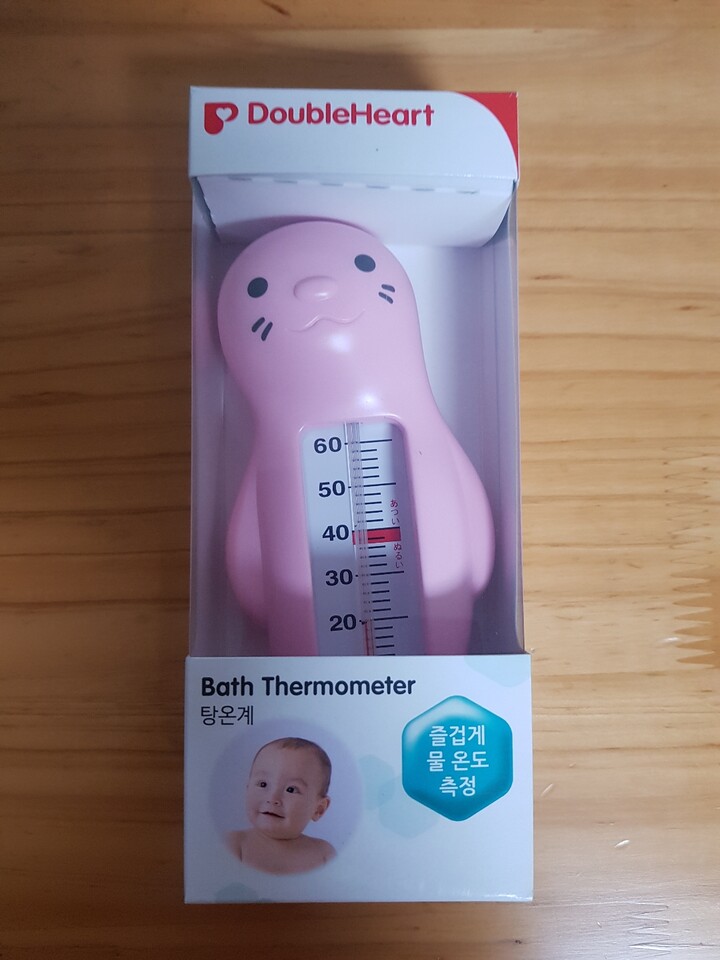 DoubleHeart
60
50
あつい
40
ぬるい
30
20
Bath Thermometer
탕온계
즐겁게
물 온도
측정